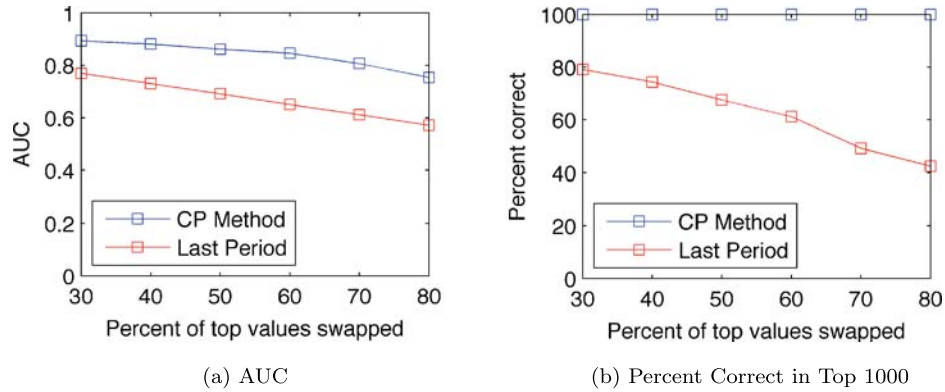 1
0.8
0.6
0.4
0.2
0
AUC
CP Method
Last Period
30 40 50 60 70 80
Percent of top values swapped
(a) AUC
100
80
60
40
20
0
Percent correct
CP Method
Last Period
30 40 50 60 70 80
Percent of top values swapped
(b) Percent Correct in Top 1000